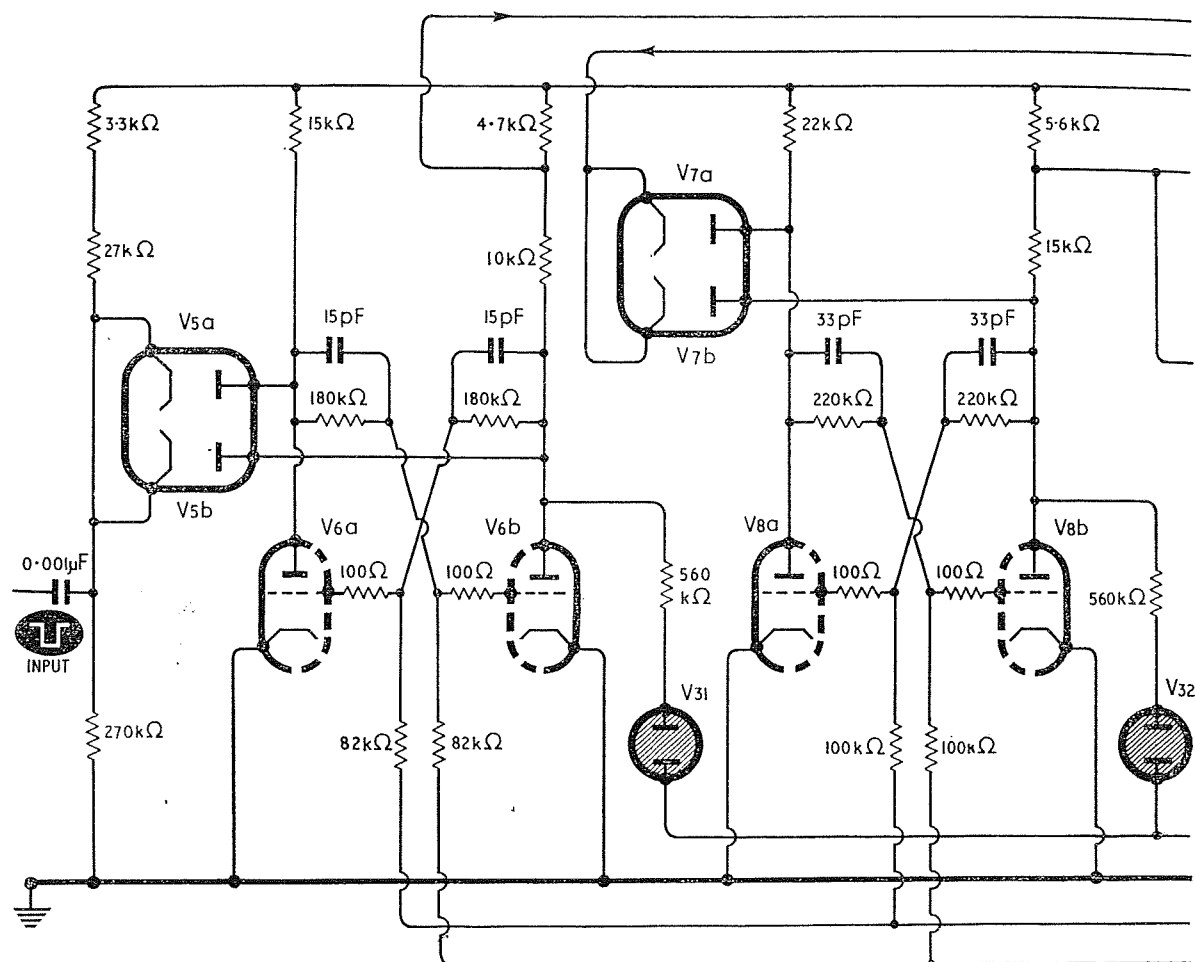 3.3kΩ
15kΩ
4·7kΩ
22kΩ
5·6kΩ
V7a
27kΩ
10kΩ
15kΩ
V5a
15pF
15pF
V7b
33pF
33pF
180kΩ
180kΩ
220kΩ
220kΩ
V5b
V6a
V6b
V8a
V8b
0·001µF
100Ω
100Ω
560
kΩ
100Ω
100Ω
560kΩ
INPUT
V31
V32
270kΩ
82kΩ
82kΩ
100kΩ
100kΩ